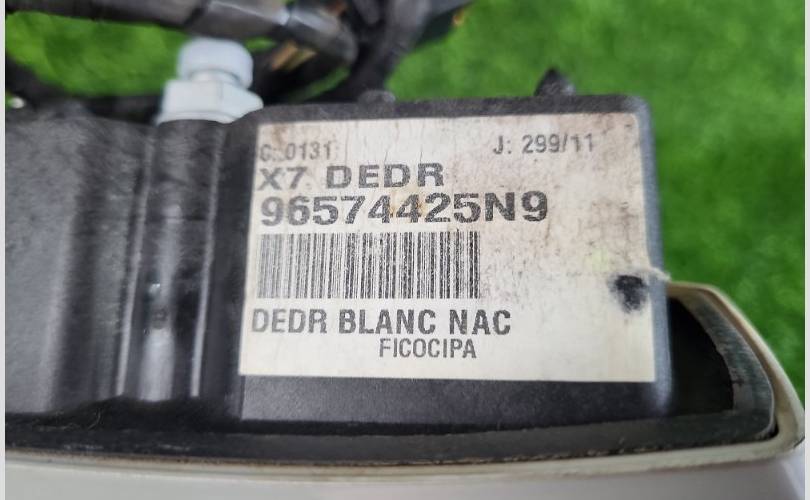 C: 0131 J: 299/11
X7 DEDR
96574425N9
DEDR BLANC NAC
FICOCIPA